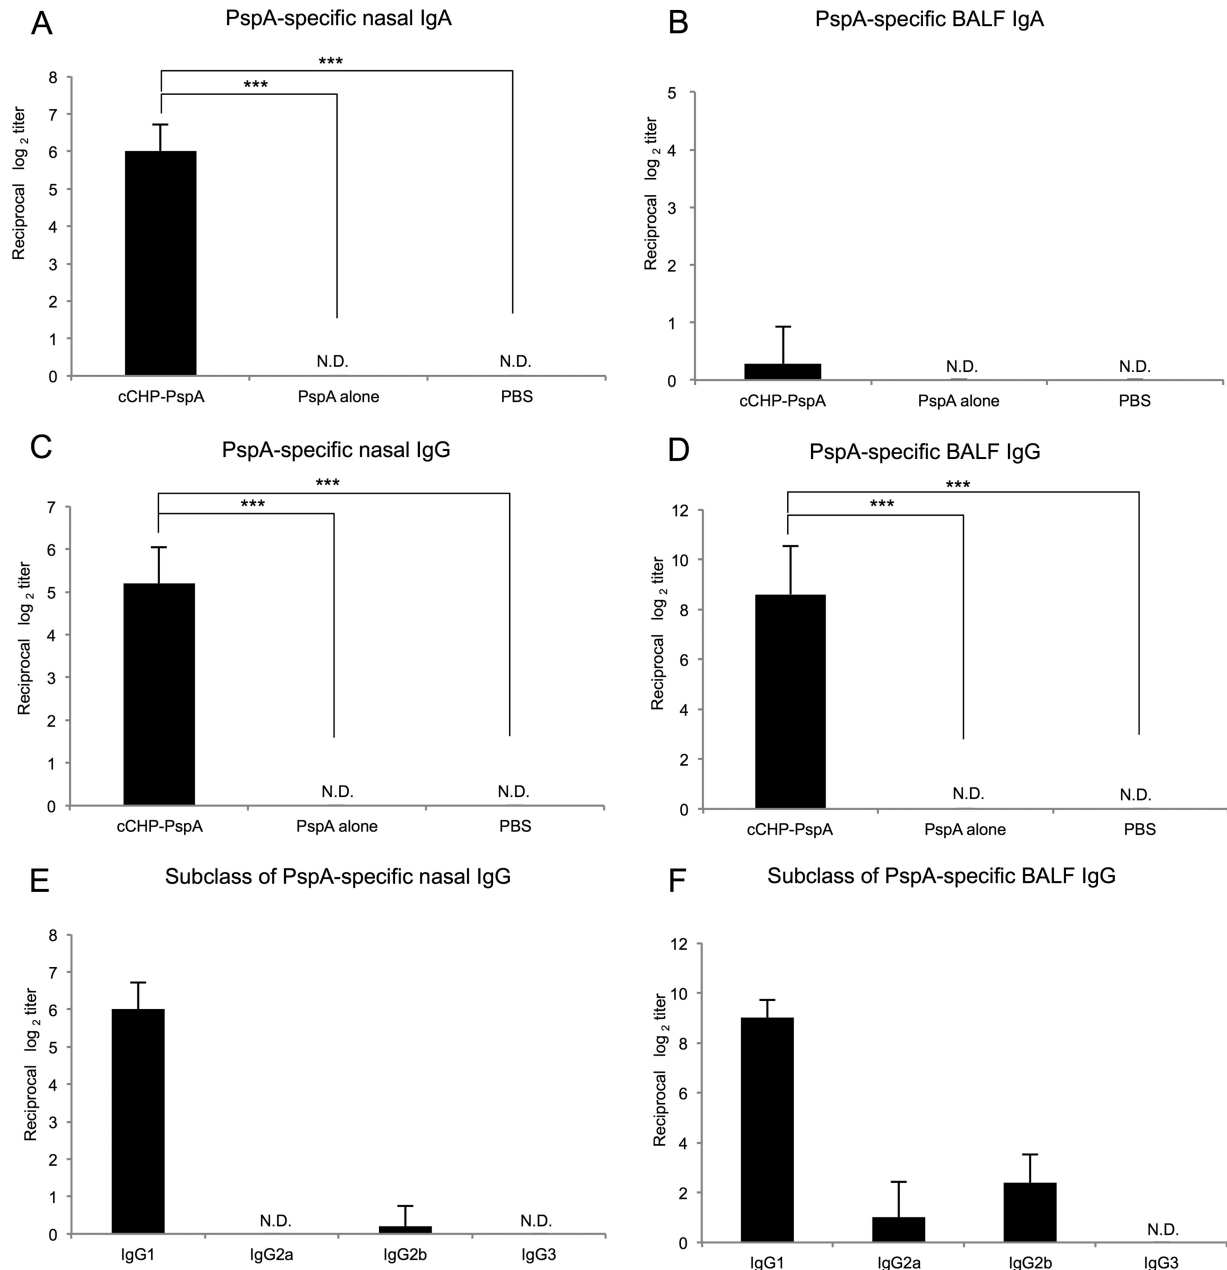 A
PspA-specific nasal IgA
***
***
8
7
6
5
4
3
2
1
0
Reciprocal log 2 titer
N.D.
N.D.
cCHP-PspA
PspA alone
PBS
B
PspA-specific BALF IgA
5
4
3
2
1
0
Reciprocal log 2 titer
N.D.
N.D.
cCHP-PspA
PspA alone
PBS
C
PspA-specific nasal IgG
***
***
7
6
5
4
3
2
1
0
Reciprocal log 2 titer
N.D.
N.D.
cCHP-PspA
PspA alone
PBS
D
PspA-specific BALF IgG
***
***
12
10
8
6
4
2
0
Reciprocal log 2 titer
N.D.
N.D.
cCHP-PspA
PspA alone
PBS
E
Subclass of PspA-specific nasal IgG
8
7
6
5
4
3
2
1
0
Reciprocal log 2 titer
N.D.
N.D.
IgG1
IgG2a
IgG2b
IgG3
F
Subclass of PspA-specific BALF IgG
12
10
8
6
4
2
0
Reciprocal log 2 titer
N.D.
IgG1
IgG2a
IgG2b
IgG3